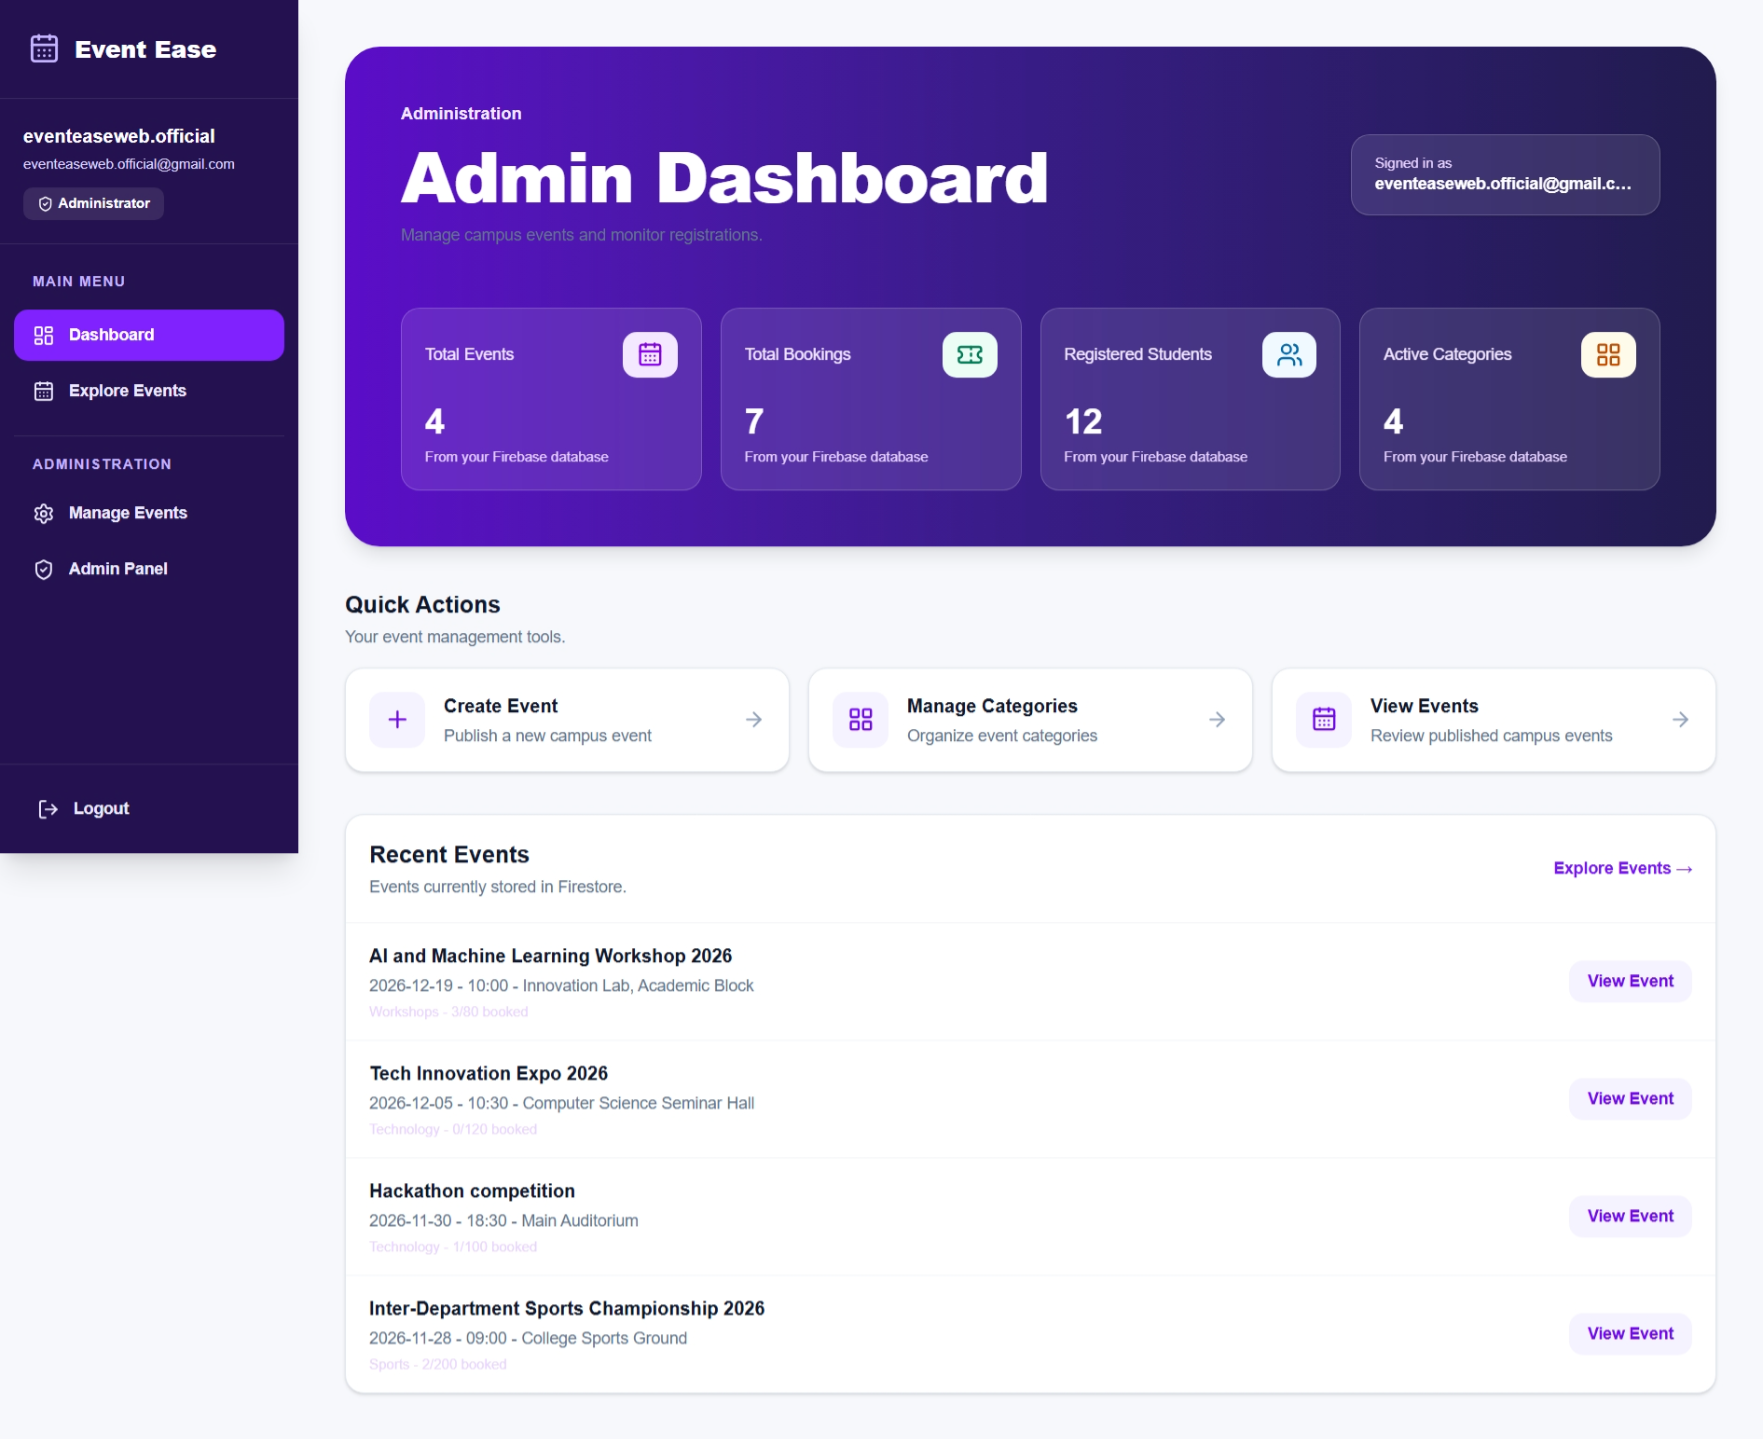 Event Ease
eventeaseweb.official
eventeaseweb.official@gmail.com
Administrator
MAIN MENU
Dashboard
Explore Events
ADMINISTRATION
Manage Events
Admin Panel
Logout
Administration
Admin Dashboard
Manage campus events and monitor registrations.
Signed in as
eventeaseweb.official@gmail.c...
Total Events
4
From your Firebase database
Total Bookings
7
From your Firebase database
Registered Students
12
From your Firebase database
Active Categories
4
From your Firebase database
Quick Actions
Your event management tools.
Create Event
Publish a new campus event
Manage Categories
Organize event categories
View Events
Review published campus events
Recent Events
Events currently stored in Firestore.
Explore Events →
AI and Machine Learning Workshop 2026
2026-12-19 - 10:00 - Innovation Lab, Academic Block
Workshops - 3/80 booked
View Event
Tech Innovation Expo 2026
2026-12-05 - 10:30 - Computer Science Seminar Hall
Technology - 0/120 booked
View Event
Hackathon competition
2026-11-30 - 18:30 - Main Auditorium
Technology - 1/100 booked
View Event
Inter-Department Sports Championship 2026
2026-11-28 - 09:00 - College Sports Ground
Sports - 2/200 booked
View Event